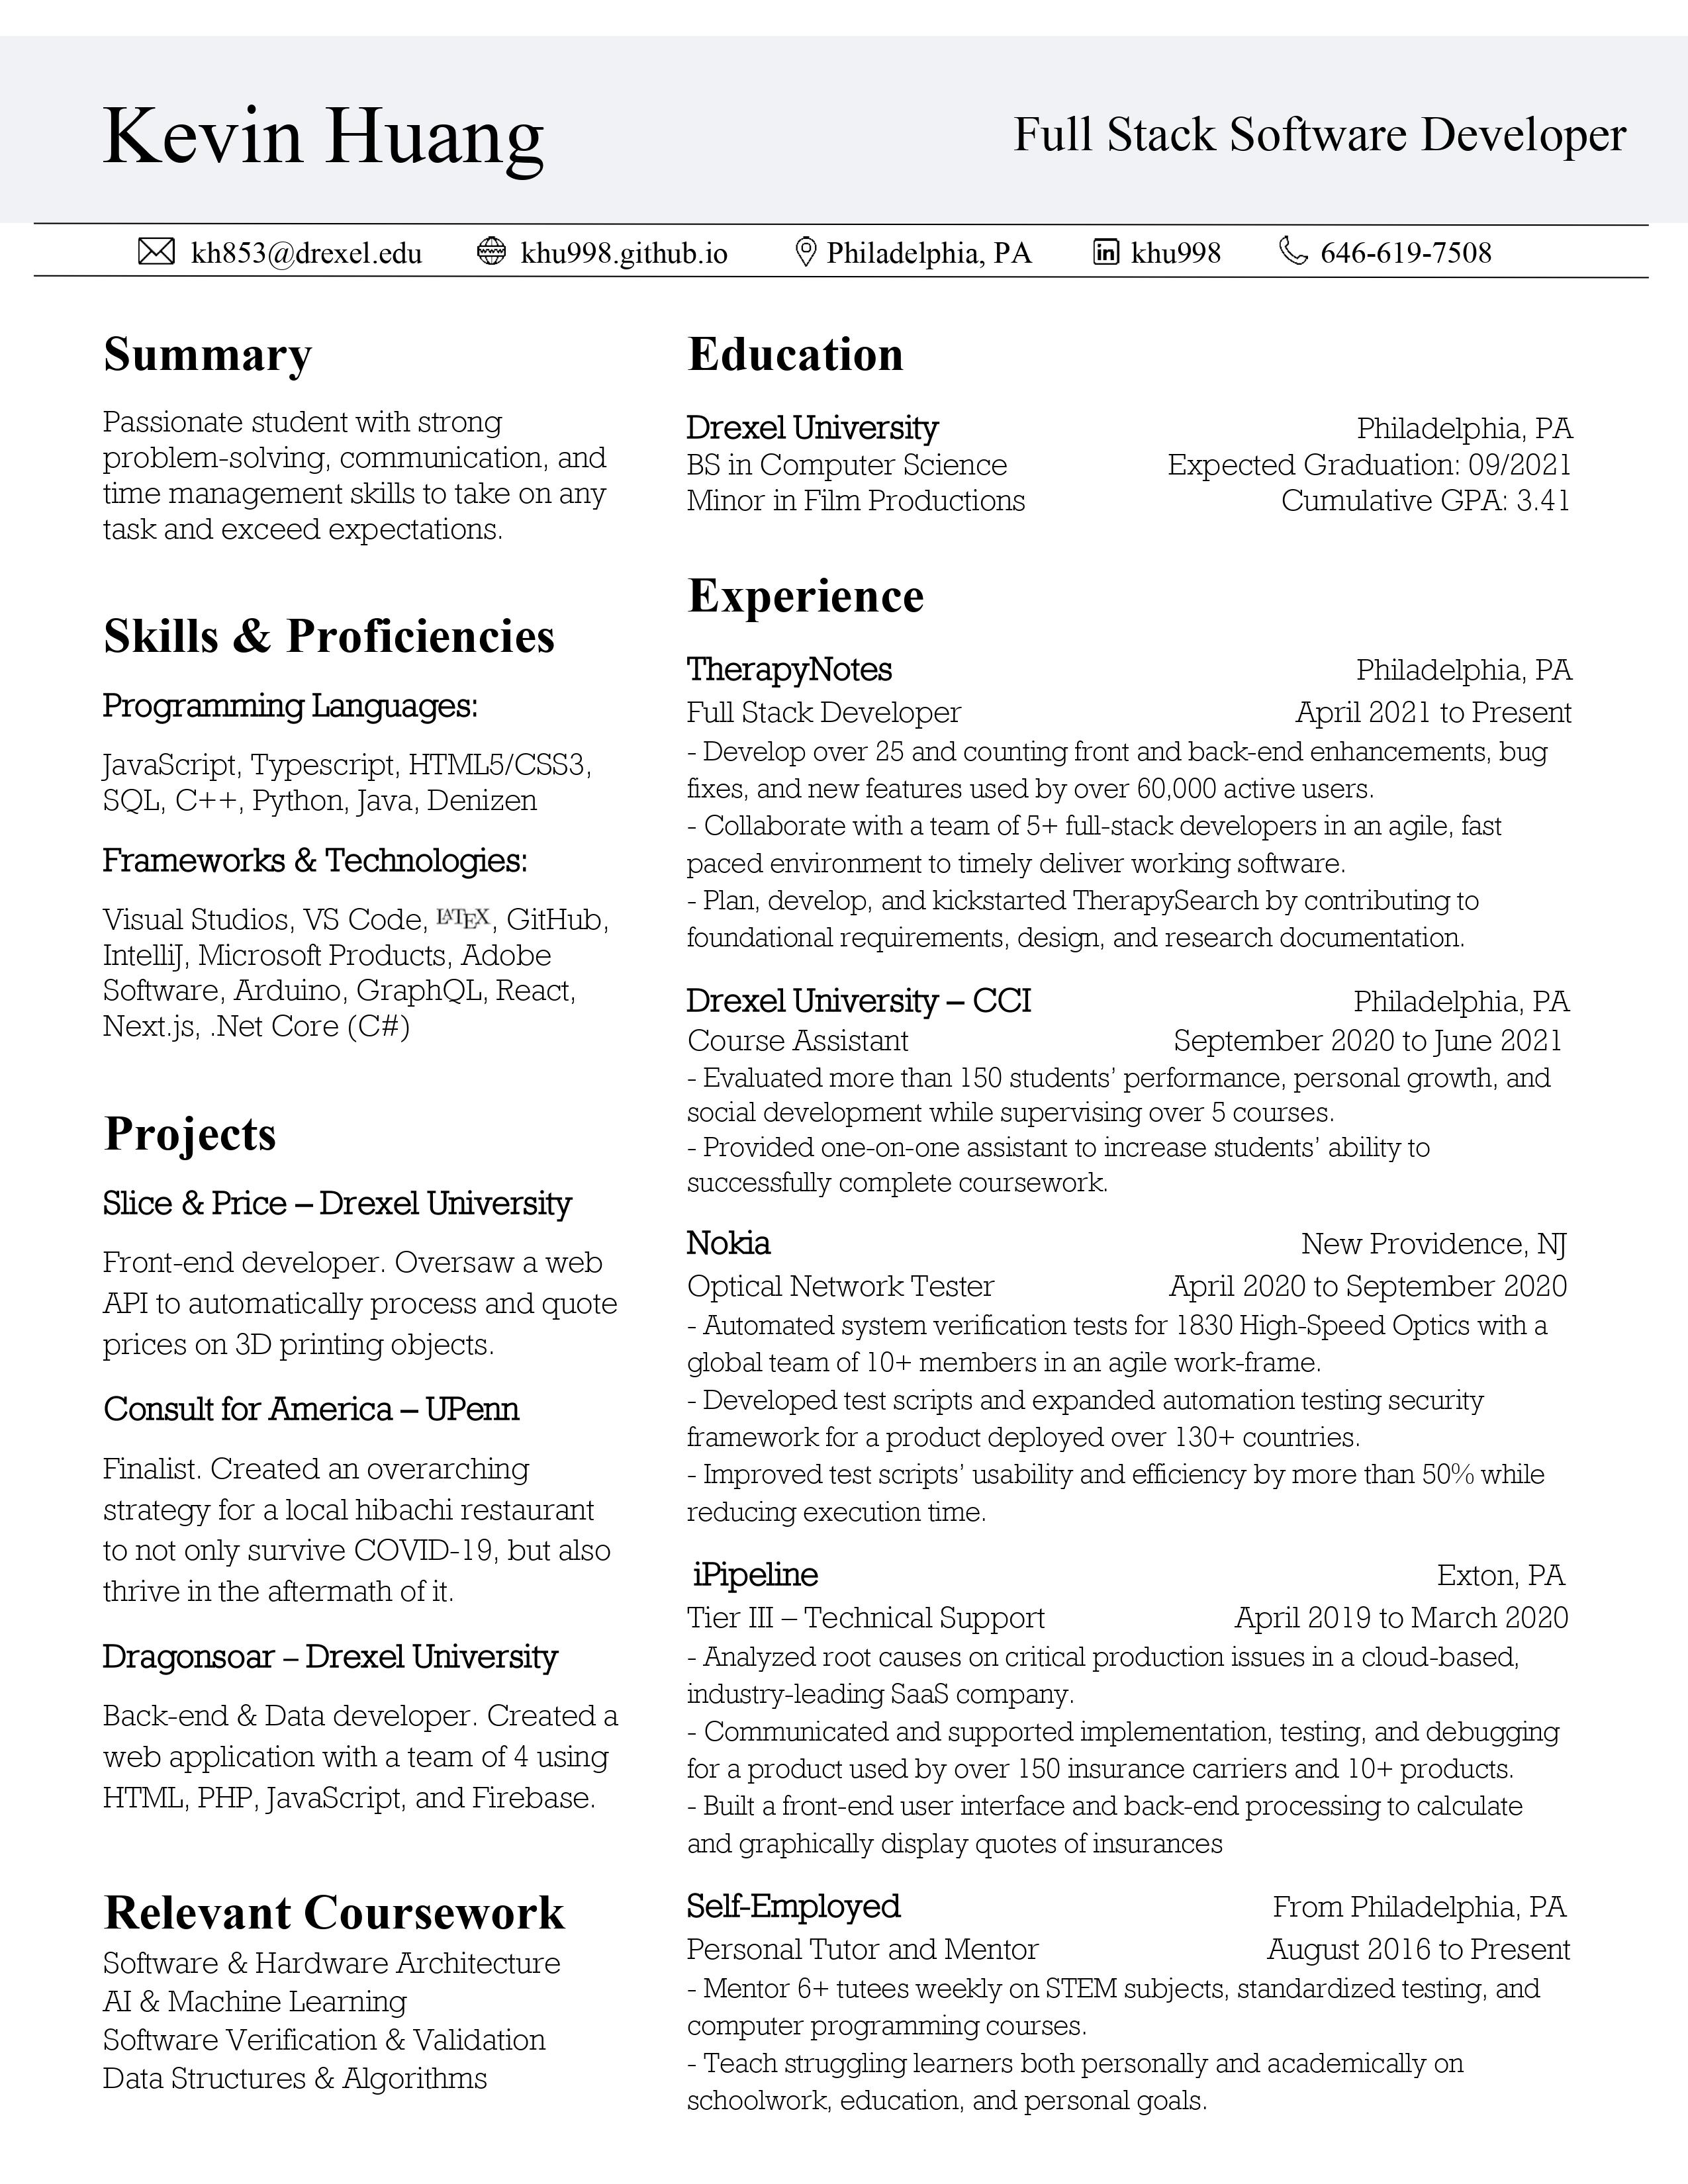 Kevin Huang
Full Stack Software Developer
kh853@drexel.edu khu998.github.io Philadelphia, PA khu998 646-619-7508
Summary
Passionate student with strong
problem-solving, communication, and
time management skills to take on any
task and exceed expectations.
Skills & Proficiencies
Programming Languages:
JavaScript, Typescript, HTML5/CSS3,
SQL, C++, Python, Java, Denizen
Frameworks & Technologies:
Visual Studios, VS Code, LATEX, GitHub,
IntelliJ, Microsoft Products, Adobe
Software, Arduino, GraphQL, React,
Next.js, .Net Core (C#)
Projects
Slice & Price – Drexel University
Front-end developer. Oversaw a web
API to automatically process and quote
prices on 3D printing objects.
Consult for America – UPenn
Finalist. Created an overarching
strategy for a local hibachi restaurant
to not only survive COVID-19, but also
thrive in the aftermath of it.
Dragonsoar – Drexel University
Back-end & Data developer. Created a
web application with a team of 4 using
HTML, PHP, JavaScript, and Firebase.
Relevant Coursework
Software & Hardware Architecture
AI & Machine Learning
Software Verification & Validation
Data Structures & Algorithms
Education
Drexel University Philadelphia, PA
BS in Computer Science Expected Graduation: 09/2021
Minor in Film Productions Cumulative GPA: 3.41
Experience
TherapyNotes Philadelphia, PA
Full Stack Developer April 2021 to Present
- Develop over 25 and counting front and back-end enhancements, bug
fixes, and new features used by over 60,000 active users.
- Collaborate with a team of 5+ full-stack developers in an agile, fast
paced environment to timely deliver working software.
- Plan, develop, and kickstarted TherapySearch by contributing to
foundational requirements, design, and research documentation.
Drexel University – CCI Philadelphia, PA
Course Assistant September 2020 to June 2021
- Evaluated more than 150 students’ performance, personal growth, and
social development while supervising over 5 courses.
- Provided one-on-one assistant to increase students’ ability to
successfully complete coursework.
Nokia New Providence, NJ
Optical Network Tester April 2020 to September 2020
- Automated system verification tests for 1830 High-Speed Optics with a
global team of 10+ members in an agile work-frame.
- Developed test scripts and expanded automation testing security
framework for a product deployed over 130+ countries.
- Improved test scripts’ usability and efficiency by more than 50% while
reducing execution time.
iPipeline Exton, PA
Tier III – Technical Support April 2019 to March 2020
- Analyzed root causes on critical production issues in a cloud-based,
industry-leading SaaS company.
- Communicated and supported implementation, testing, and debugging
for a product used by over 150 insurance carriers and 10+ products.
- Built a front-end user interface and back-end processing to calculate
and graphically display quotes of insurances
Self-Employed From Philadelphia, PA
Personal Tutor and Mentor August 2016 to Present
- Mentor 6+ tutees weekly on STEM subjects, standardized testing, and
computer programming courses.
- Teach struggling learners both personally and academically on
schoolwork, education, and personal goals.